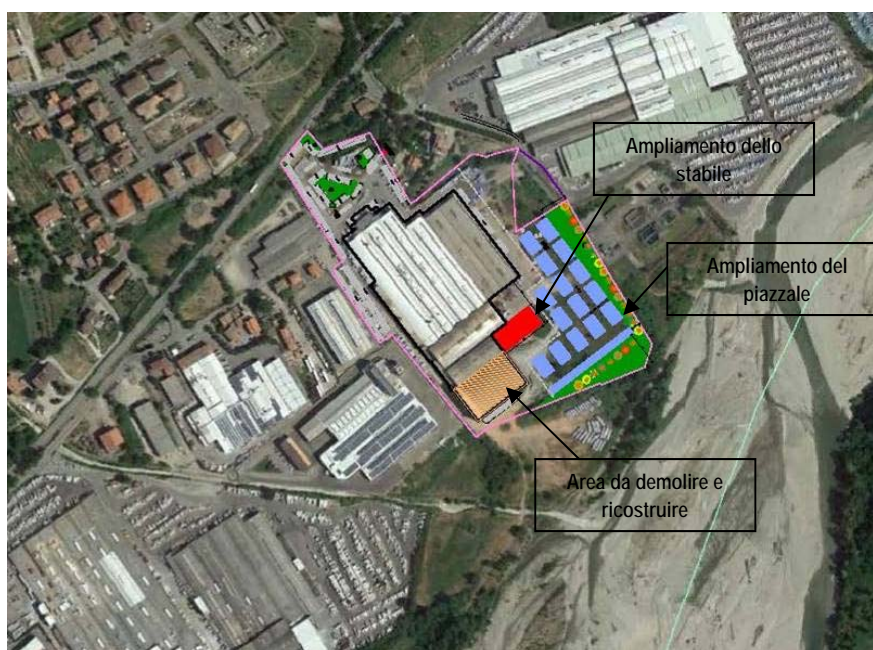 Ampliamento dello
stabile
Ampliamento del
piazzale
Area da demolire e
ricostruire